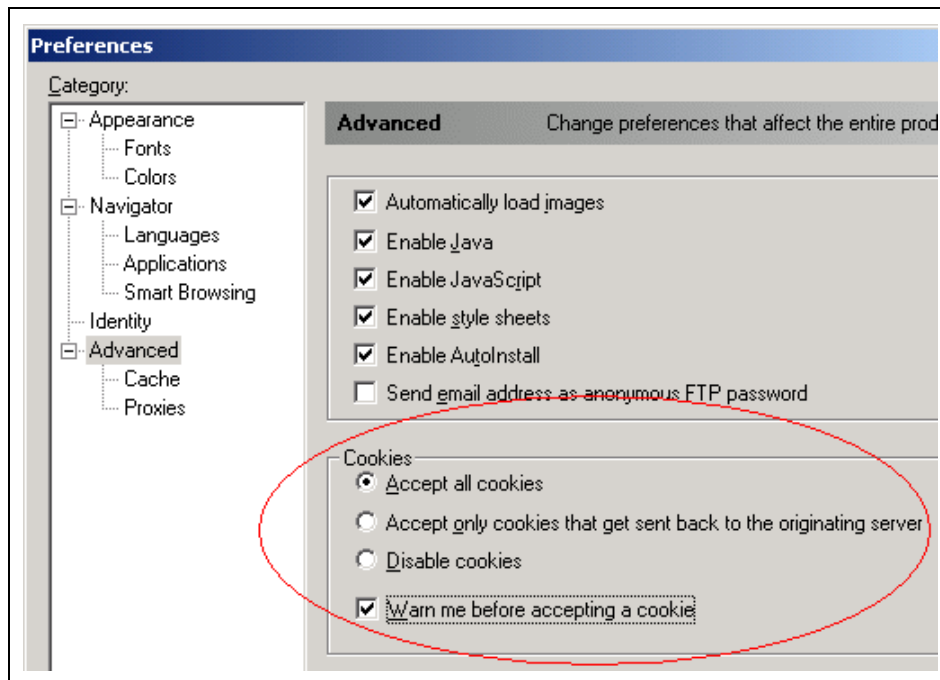 Preferences
Category:
Appearance
Fonts
Colors
Navigator
Languages
Applications
Smart Browsing
Identity
Advanced
Cache
Proxies
Advanced Change preferences that affect the entire prod
Automatically load images
Enable Java
Enable JavaScript
Enable style sheets
Enable AutoInstall
Send email address as anonymous FTP password
Cookies
Accept all cookies
Accept only cookies that get sent back to the originating server
Disable cookies
Warn me before accepting a cookie